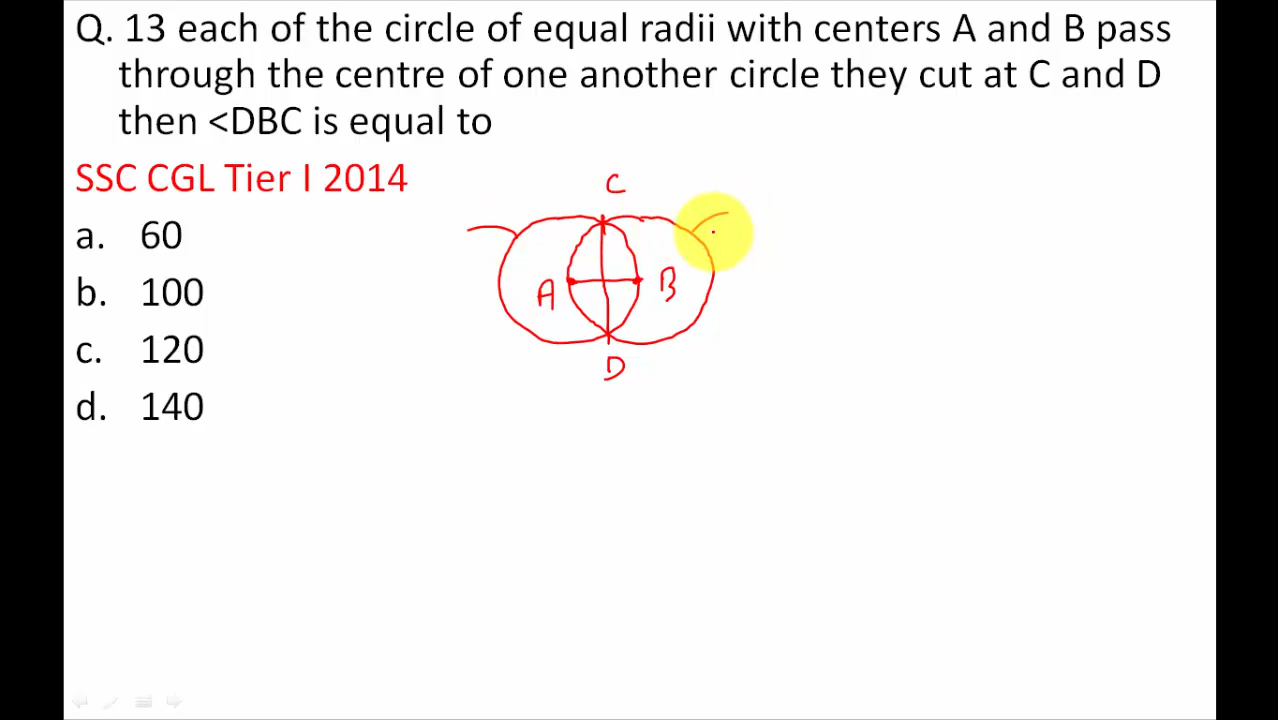 Q. 13 each of the circle of equal radii with centers A and B pass
through the centre of one another circle they cut at C and D
then <DBC is equal to
SSC CGL Tier I 2014
C
a. 60
b. 100
A B
c. 120
D
d. 140